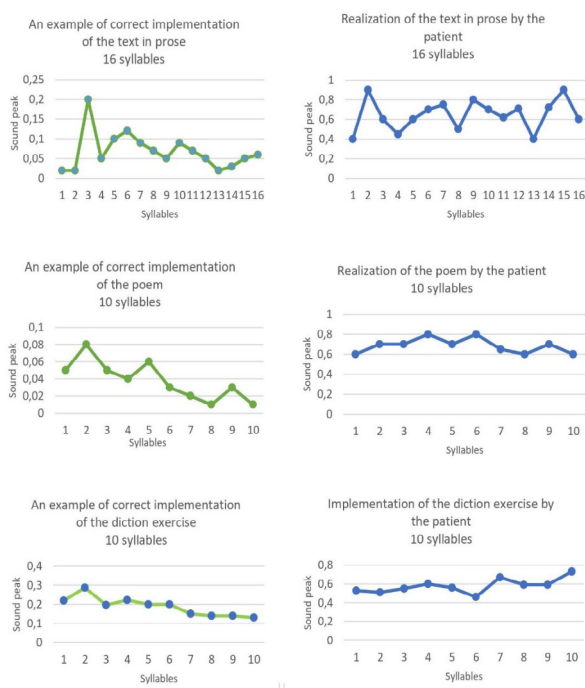 An example of correct implementation
of the text in prose
16 syllables
0,25
0,2
0,15
0,1
0,05
0
Sound peak
1 2 3 4 5 6 7 8 9 10 11 12 13 14 15 16
Syllables
Realization of the text in prose by the
patient
16 syllables
1
0,8
0,6
0,4
0,2
0
Sound peak
1 2 3 4 5 6 7 8 9 10 11 12 13 14 15 16
Syllables
An example of correct implementation
of the poem
10 syllables
0,1
0,08
0,06
0,04
0,02
0
Sound peak
1 2 3 4 5 6 7 8 9 10
Syllables
Realization of the poem by the patient
10 syllables
1
0,8
0,6
0,4
0,2
0
Sound peak
1 2 3 4 5 6 7 8 9 10
Syllables
An example of correct implementation
of the diction exercise
10 syllables
0,4
0,3
0,2
0,1
0
Sound peak
1 2 3 4 5 6 7 8 9 10
Syllables
Implementation of the diction exercise by
the patient
10 syllables
0,8
0,6
0,4
0,2
0
Sound peak
1 2 3 4 5 6 7 8 9 10
Syllables